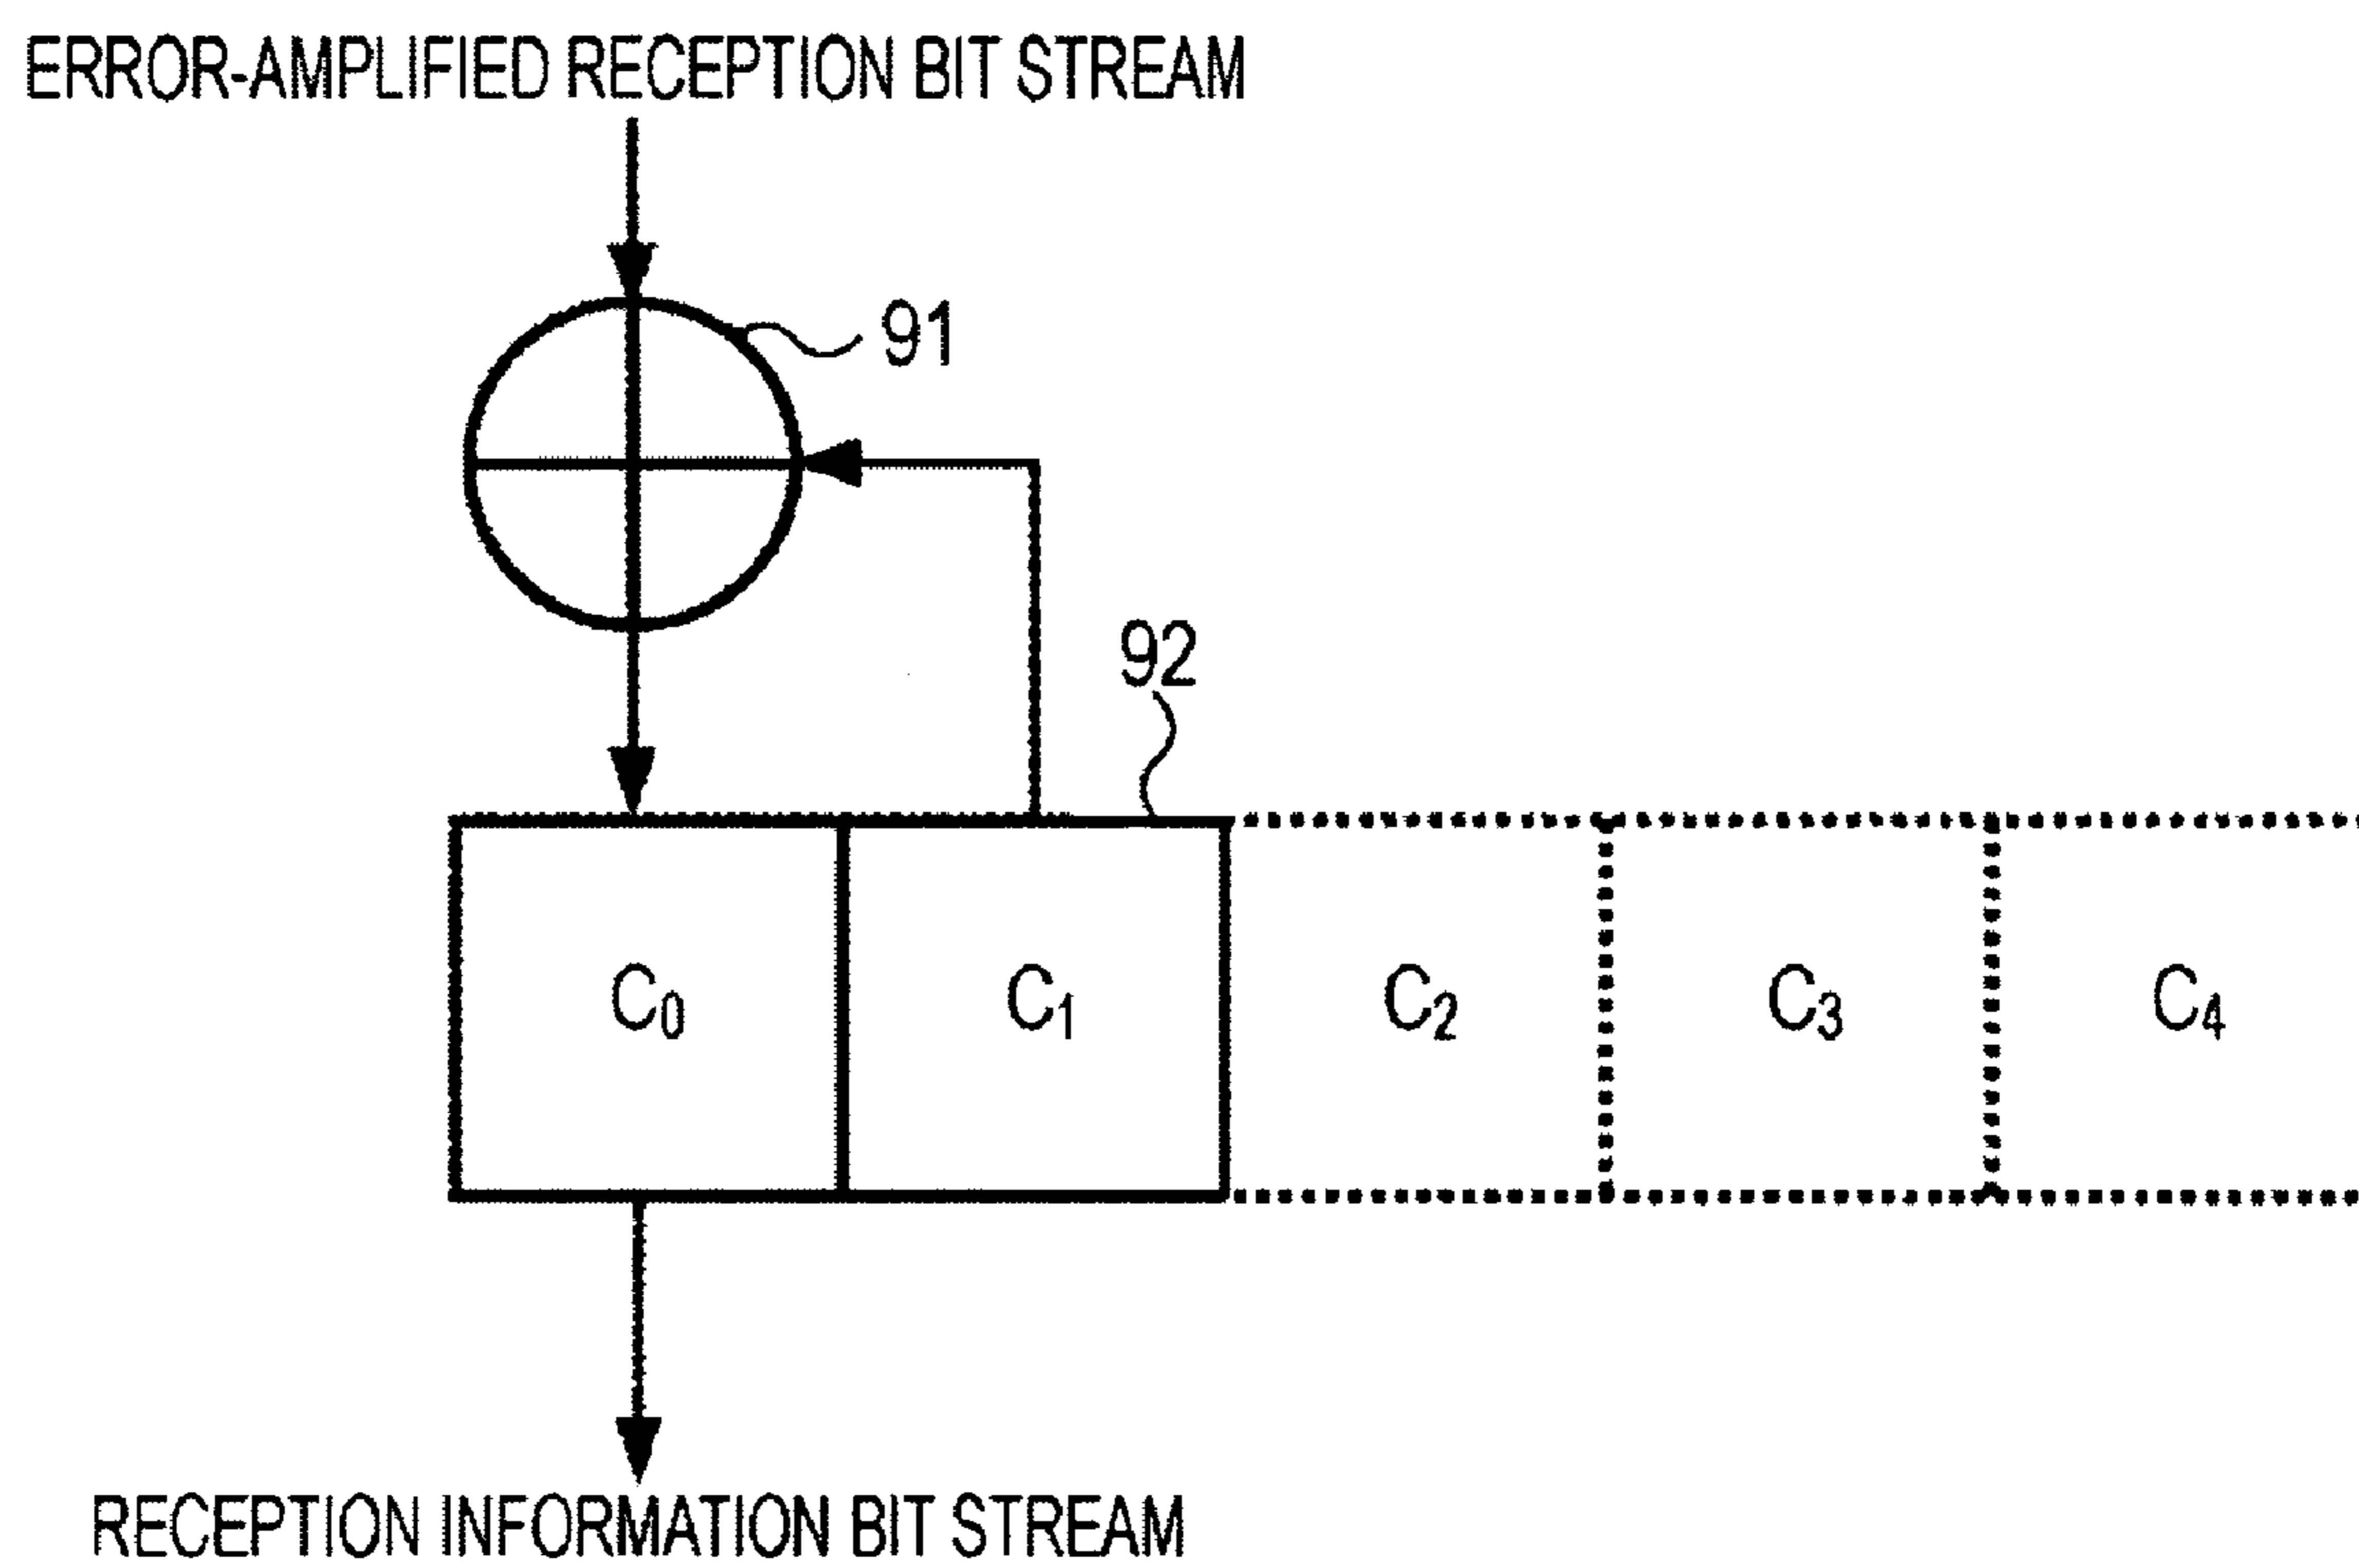 ERROR-AMPLIFIED RECEPTION BIT STREAM
91
92
C₀ C₁ C₂ C₃ C₄
RECEPTION INFORMATION BIT STREAM